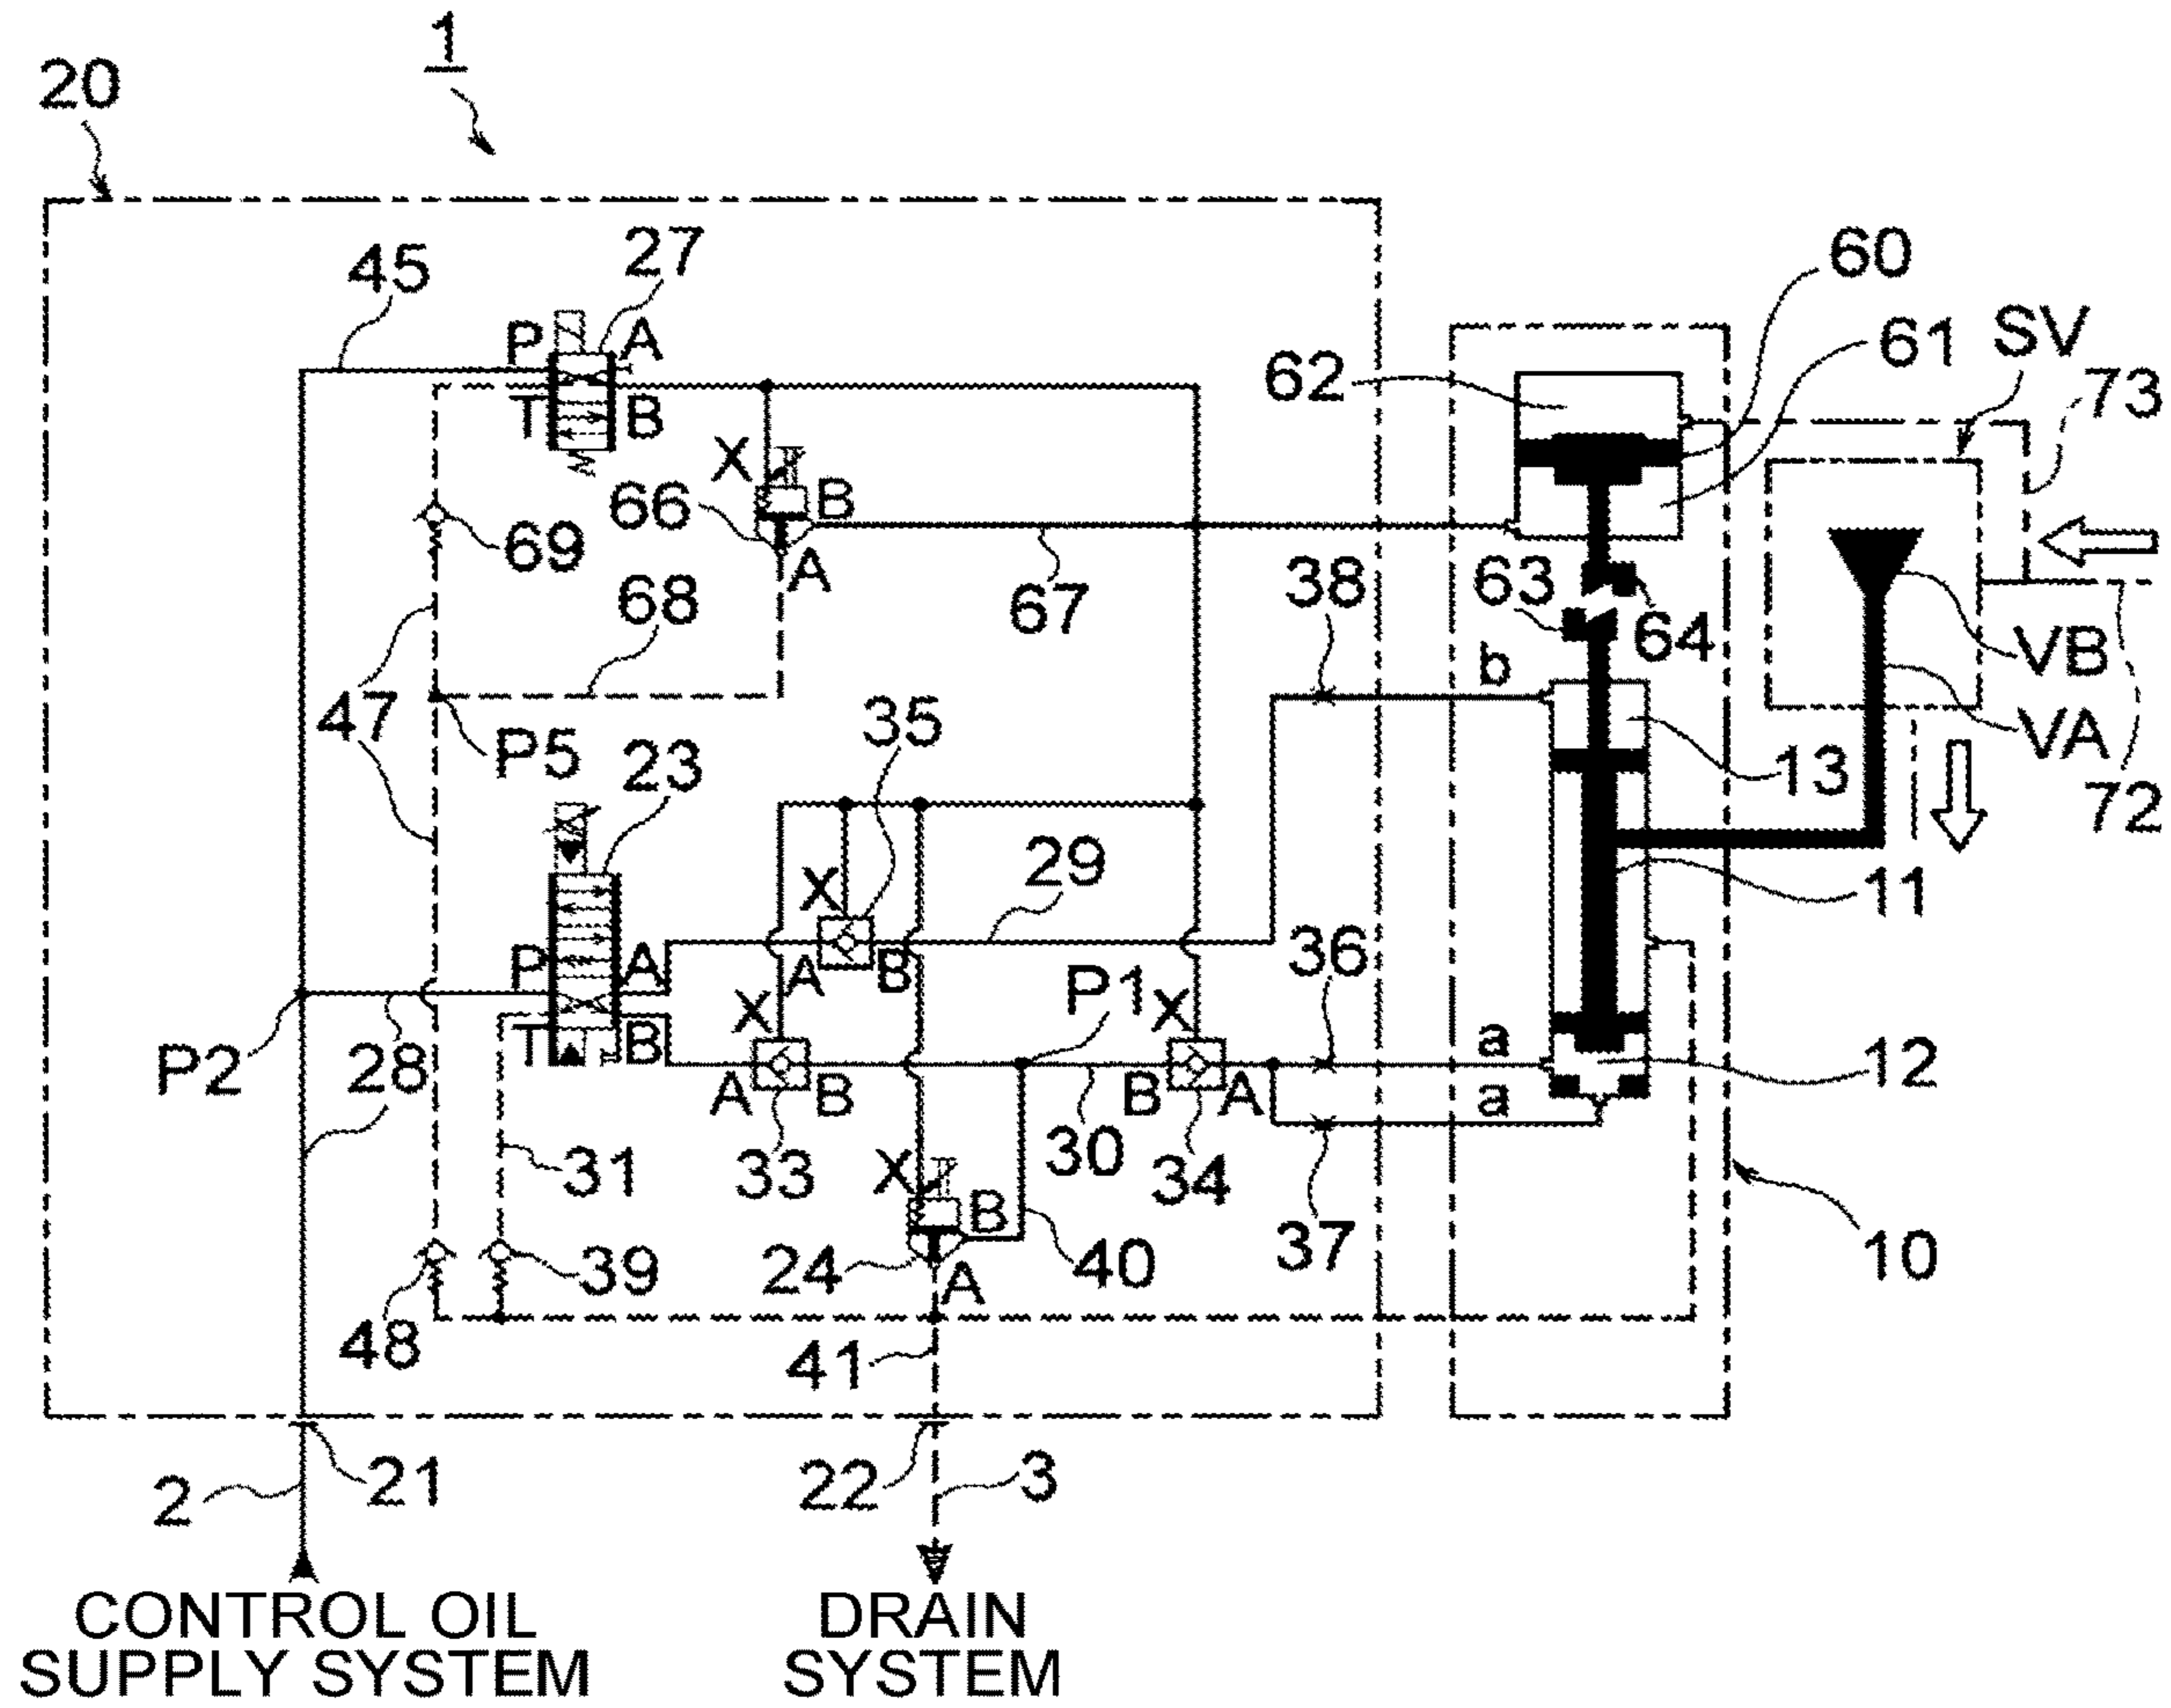 1
20
27
45
P
A
60
61
SV
73
62
T
B
X
B
66
69
A
68
67
38
63
64
b
VB
47
P5
23
35
VA
13
72
29
X
11
P
A
A
B
36
P1
X
X
P2
28
T
B
a
12
A
B
B
A
a
31
33
30
34
X
B
37
10
39
24
40
A
48
41
2
21
22
3
CONTROL OIL
SUPPLY SYSTEM
DRAIN
SYSTEM